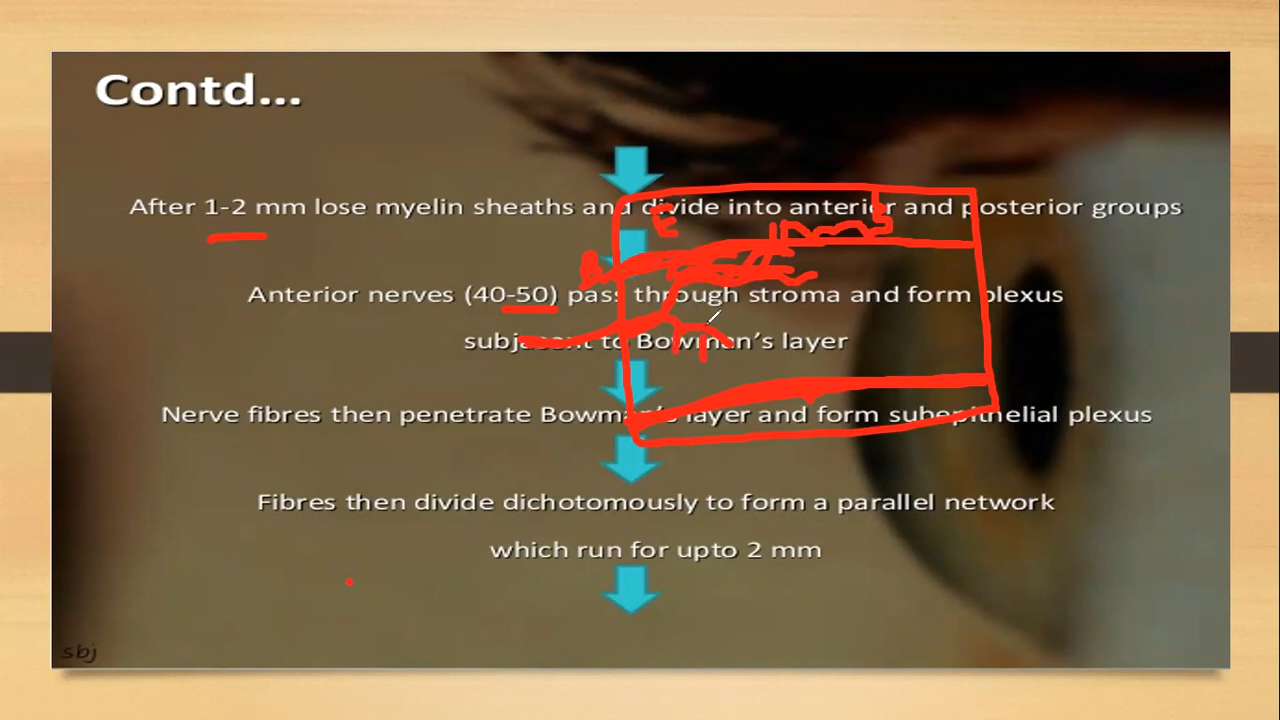 Contd...
After 1-2 mm lose myelin sheaths and divide into anterior and posterior groups
Anterior nerves (40-50) pass through stroma and form plexus
subjacent to Bowman's layer
Nerve fibres then penetrate Bowman's layer and form subepithelial plexus
Fibres then divide dichotomously to form a parallel network
which run for upto 2 mm
sbj
E
B